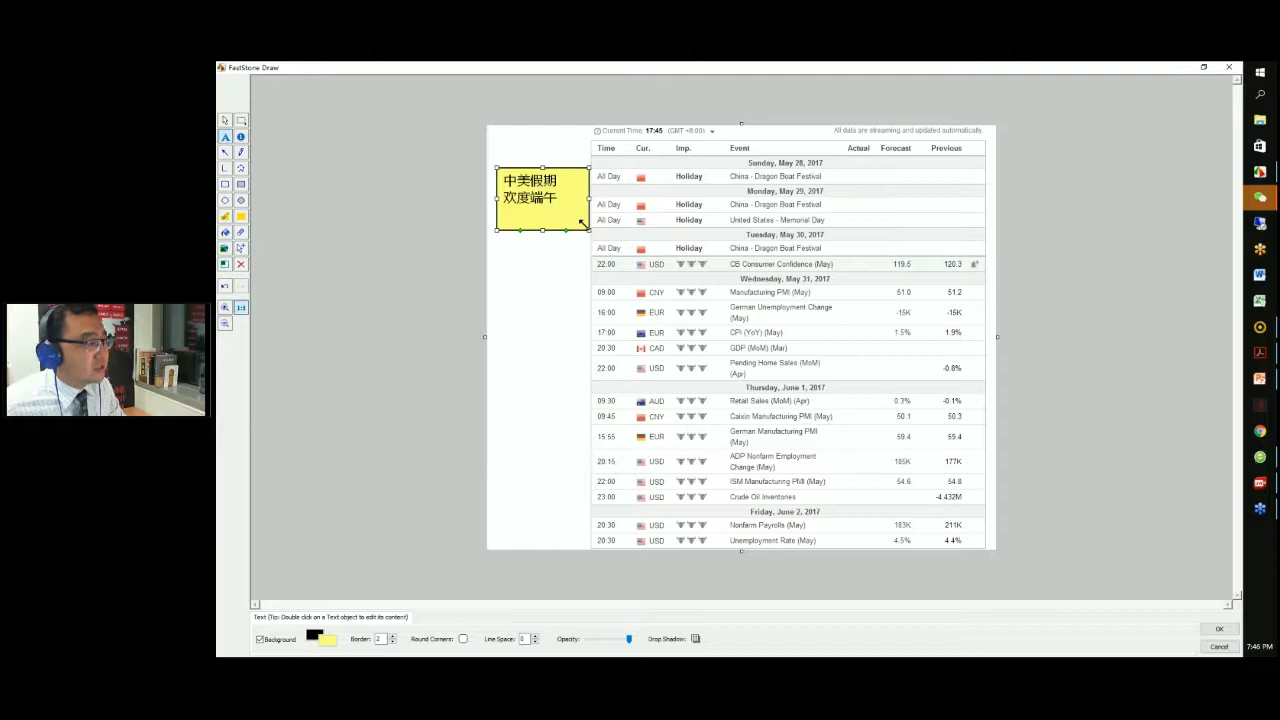 FastStone Draw
Current Time: 17:45 (GMT +8:00)
All data are streaming and updated automatically.
中美假期
欢度端午
Time Cur. Imp. Event Actual Forecast Previous
Sunday, May 28, 2017
All Day Holiday China - Dragon Boat Festival
Monday, May 29, 2017
All Day Holiday China - Dragon Boat Festival
All Day Holiday United States - Memorial Day
Tuesday, May 30, 2017
All Day Holiday China - Dragon Boat Festival
22:00 USD CB Consumer Confidence (May) 119.5 120.3
Wednesday, May 31, 2017
09:00 CNY Manufacturing PMI (May) 51.0 51.2
16:00 EUR German Unemployment Change (May) -15K -15K
17:00 EUR CPI (YoY) (May) 1.5% 1.9%
20:30 CAD GDP (MoM) (Mar)
22:00 USD Pending Home Sales (MoM) (Apr) -0.8%
Thursday, June 1, 2017
09:30 AUD Retail Sales (MoM) (Apr) 0.3% -0.1%
09:45 CNY Caixin Manufacturing PMI (May) 50.1 50.3
15:55 EUR German Manufacturing PMI (May) 59.4 59.4
20:15 USD ADP Nonfarm Employment Change (May) 185K 177K
22:00 USD ISM Manufacturing PMI (May) 54.6 54.8
23:00 USD Crude Oil Inventories -4.432M
Friday, June 2, 2017
20:30 USD Nonfarm Payrolls (May) 183K 211K
20:30 USD Unemployment Rate (May) 4.5% 4.4%
Text (Tip: Double click on a Text object to edit its content)
Background Border: 2 Round Corners: Line Space: 0 Opacity: Drop Shadow:
OK
Cancel
7:46 PM
1:1